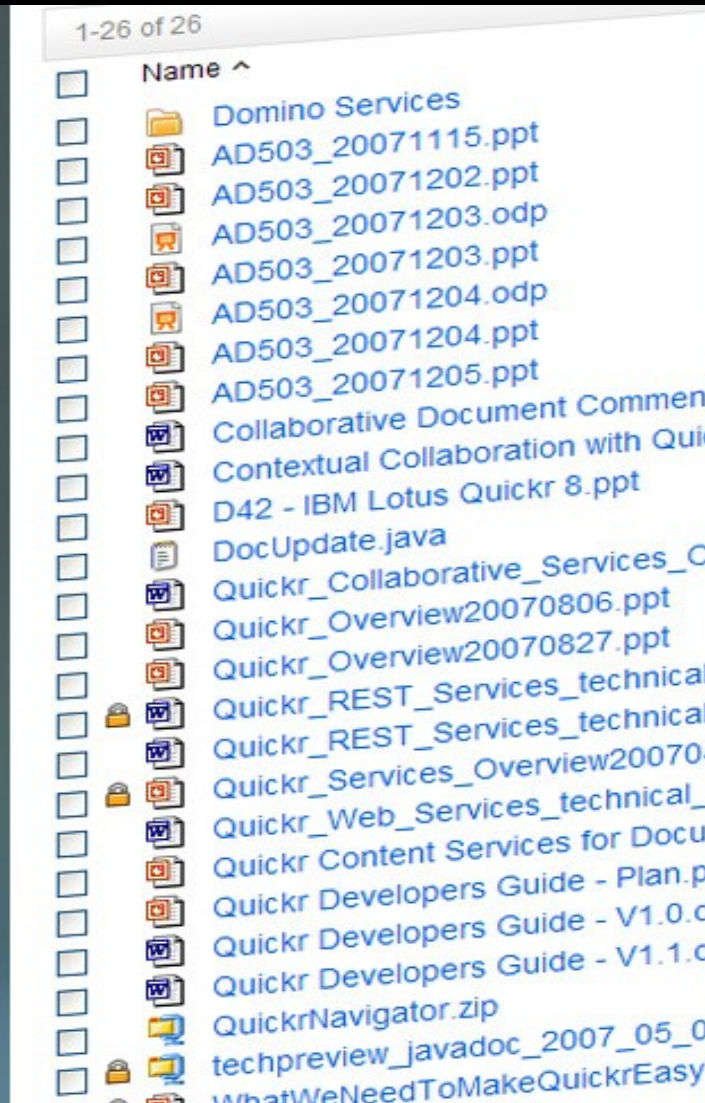 1-26 of 26
Name
Domino Services
AD503_20071115.ppt
AD503_20071202.ppt
AD503_20071203.odp
AD503_20071203.ppt
AD503_20071204.odp
AD503_20071204.ppt
AD503_20071205.ppt
Collaborative Document Commen
Contextual Collaboration with Qui
D42 - IBM Lotus Quickr 8.ppt
DocUpdate.java
Quickr_Collaborative_Services_O
Quickr_Overview20070806.ppt
Quickr_Overview20070827.ppt
Quickr_REST_Services_technical
Quickr_REST_Services_technical
Quickr_Services_Overview20070
Quickr_Web_Services_technical_
Quickr Content Services for Docu
Quickr Developers Guide - Plan.p
Quickr Developers Guide - V1.0.
Quickr Developers Guide - V1.1.
QuickrNavigator.zip
techpreview_javadoc_2007_05_0
WhatWeNeedToMakeQuickrEasy